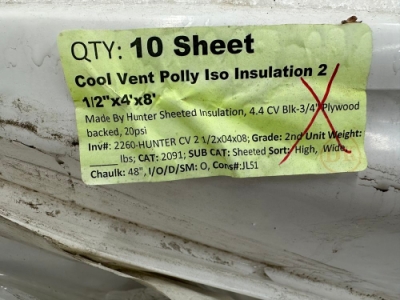 QTY: 10 Sheet
Cool Vent Polly Iso Insulation 2
1/2"x4'x8'
Made By Hunter Sheeted Insulation, 4.4 CV Blk-3/4" Plywood
backed, 20psi
Inv#: 2260-HUNTER CV 2 1/2x04x08; Grade: 2nd Unit Weight:
____ lbs; CAT: 2091; SUB CAT: Sheeted Sort: High, Wide,
Chaulk: 48", I/O/D/SM: O, Cons#:JL51